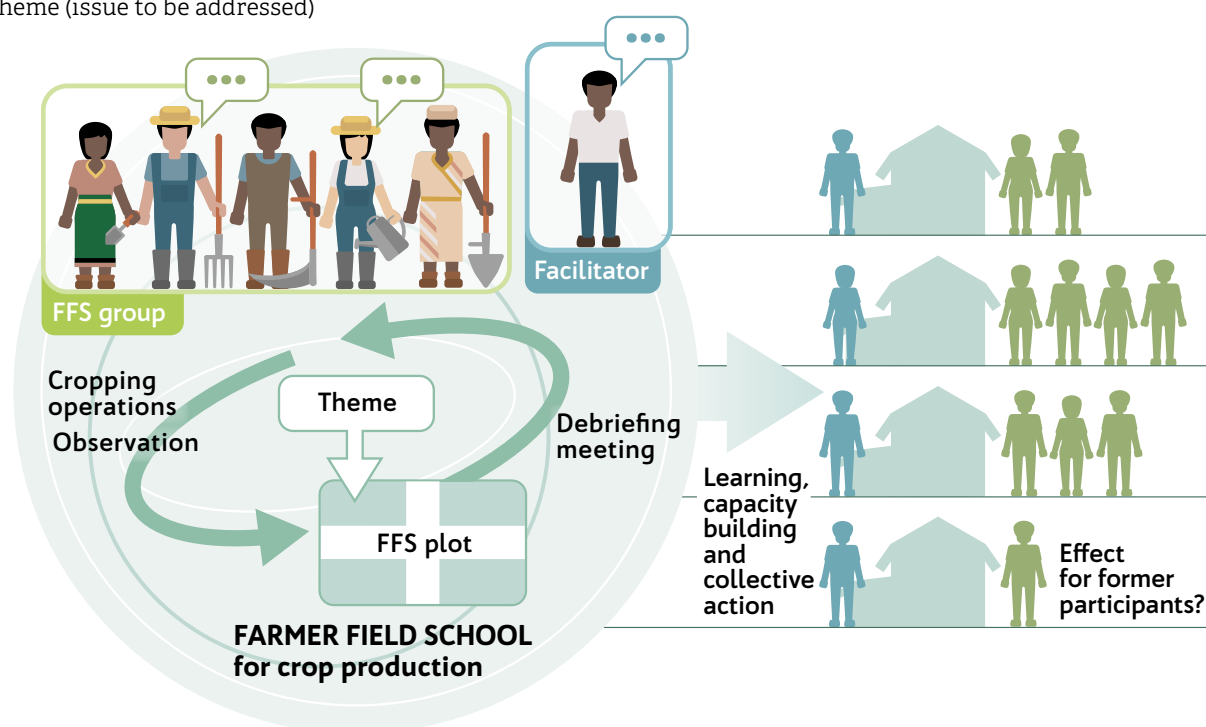 heme (issue to be addressed)
FFS group
Facilitator
Cropping
operations
Observation
Theme
Debriefing
meeting
FFS plot
FARMER FIELD SCHOOL
for crop production
Learning,
capacity
building
and
collective
action
Effect
for former
participants?